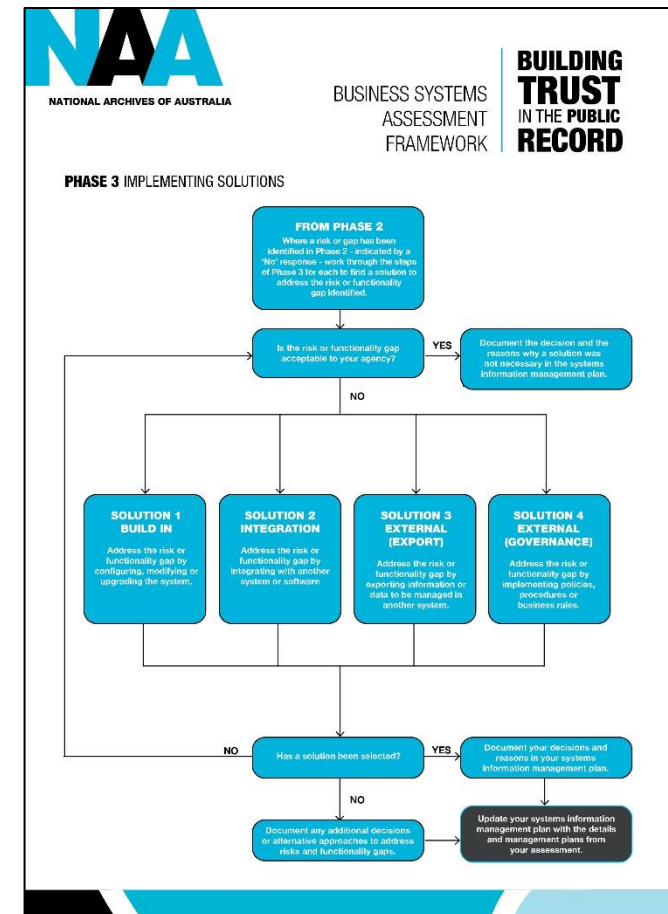 NAA
NATIONAL ARCHIVES OF AUSTRALIA
BUSINESS SYSTEMS
ASSESSMENT
FRAMEWORK
BUILDING
TRUST
IN THE PUBLIC
RECORD
PHASE 3 IMPLEMENTING SOLUTIONS
FROM PHASE 2
Where a risk or gap has been
identified in Phase 2 - indicated by a
'No' response - work through the steps
of Phase 3 for each to find a solution to
address the risk or functionality
gap identified.
Is the risk or functionality gap
acceptable to your agency?
YES
Document the decision and the
reasons why a solution was
not necessary in the systems
information management plan.
NO
SOLUTION 1
BUILD IN
Address the risk or
functionality gap by
configuring, modifying or
upgrading the system.
SOLUTION 2
INTEGRATION
Address the risk or
functionality gap by
integrating with another
system or software
SOLUTION 3
EXTERNAL
(EXPORT)
Address the risk or
functionality gap by
exporting information or
data to be managed in
another system.
SOLUTION 4
EXTERNAL
(GOVERNANCE)
Address the risk or
functionality gap by
implementing policies,
procedures or
business rules.
NO
Has a solution been selected?
YES
Document your decisions and
reasons in your systems
information management plan.
NO
Document any additional decisions
or alternative approaches to address
risks and functionality gaps.
Update your systems information
management plan with the details
and management plans from
your assessment.